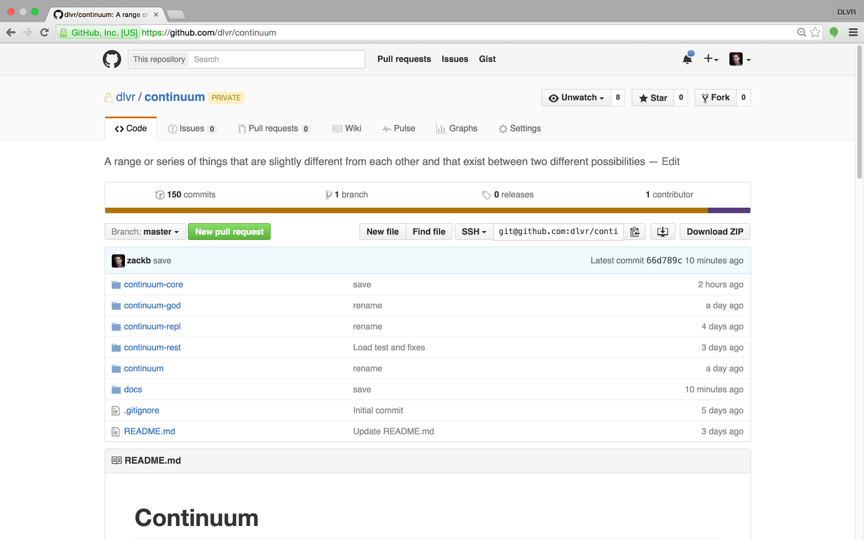 dlvr/continuum: A range o
DLVR
GitHub, Inc. [US] https://github.com/dlvr/continuum
This repository Search Pull requests Issues Gist
dlvr / continuum PRIVATE Unwatch 8 Star 0 Fork 0
Code Issues 0 Pull requests 0 Wiki Pulse Graphs Settings
A range or series of things that are slightly different from each other and that exist between two different possibilities — Edit
150 commits 1 branch 0 releases 1 contributor
Branch: master New pull request New file Find file SSH git@github.com:dlvr/conti Download ZIP
zackb save Latest commit 66d789c 10 minutes ago
continuum-core save 2 hours ago
continuum-god rename a day ago
continuum-repl rename 4 days ago
continuum-rest Load test and fixes 3 days ago
continuum rename a day ago
docs save 10 minutes ago
.gitignore Initial commit 5 days ago
README.md Update README.md 3 days ago
README.md
Continuum